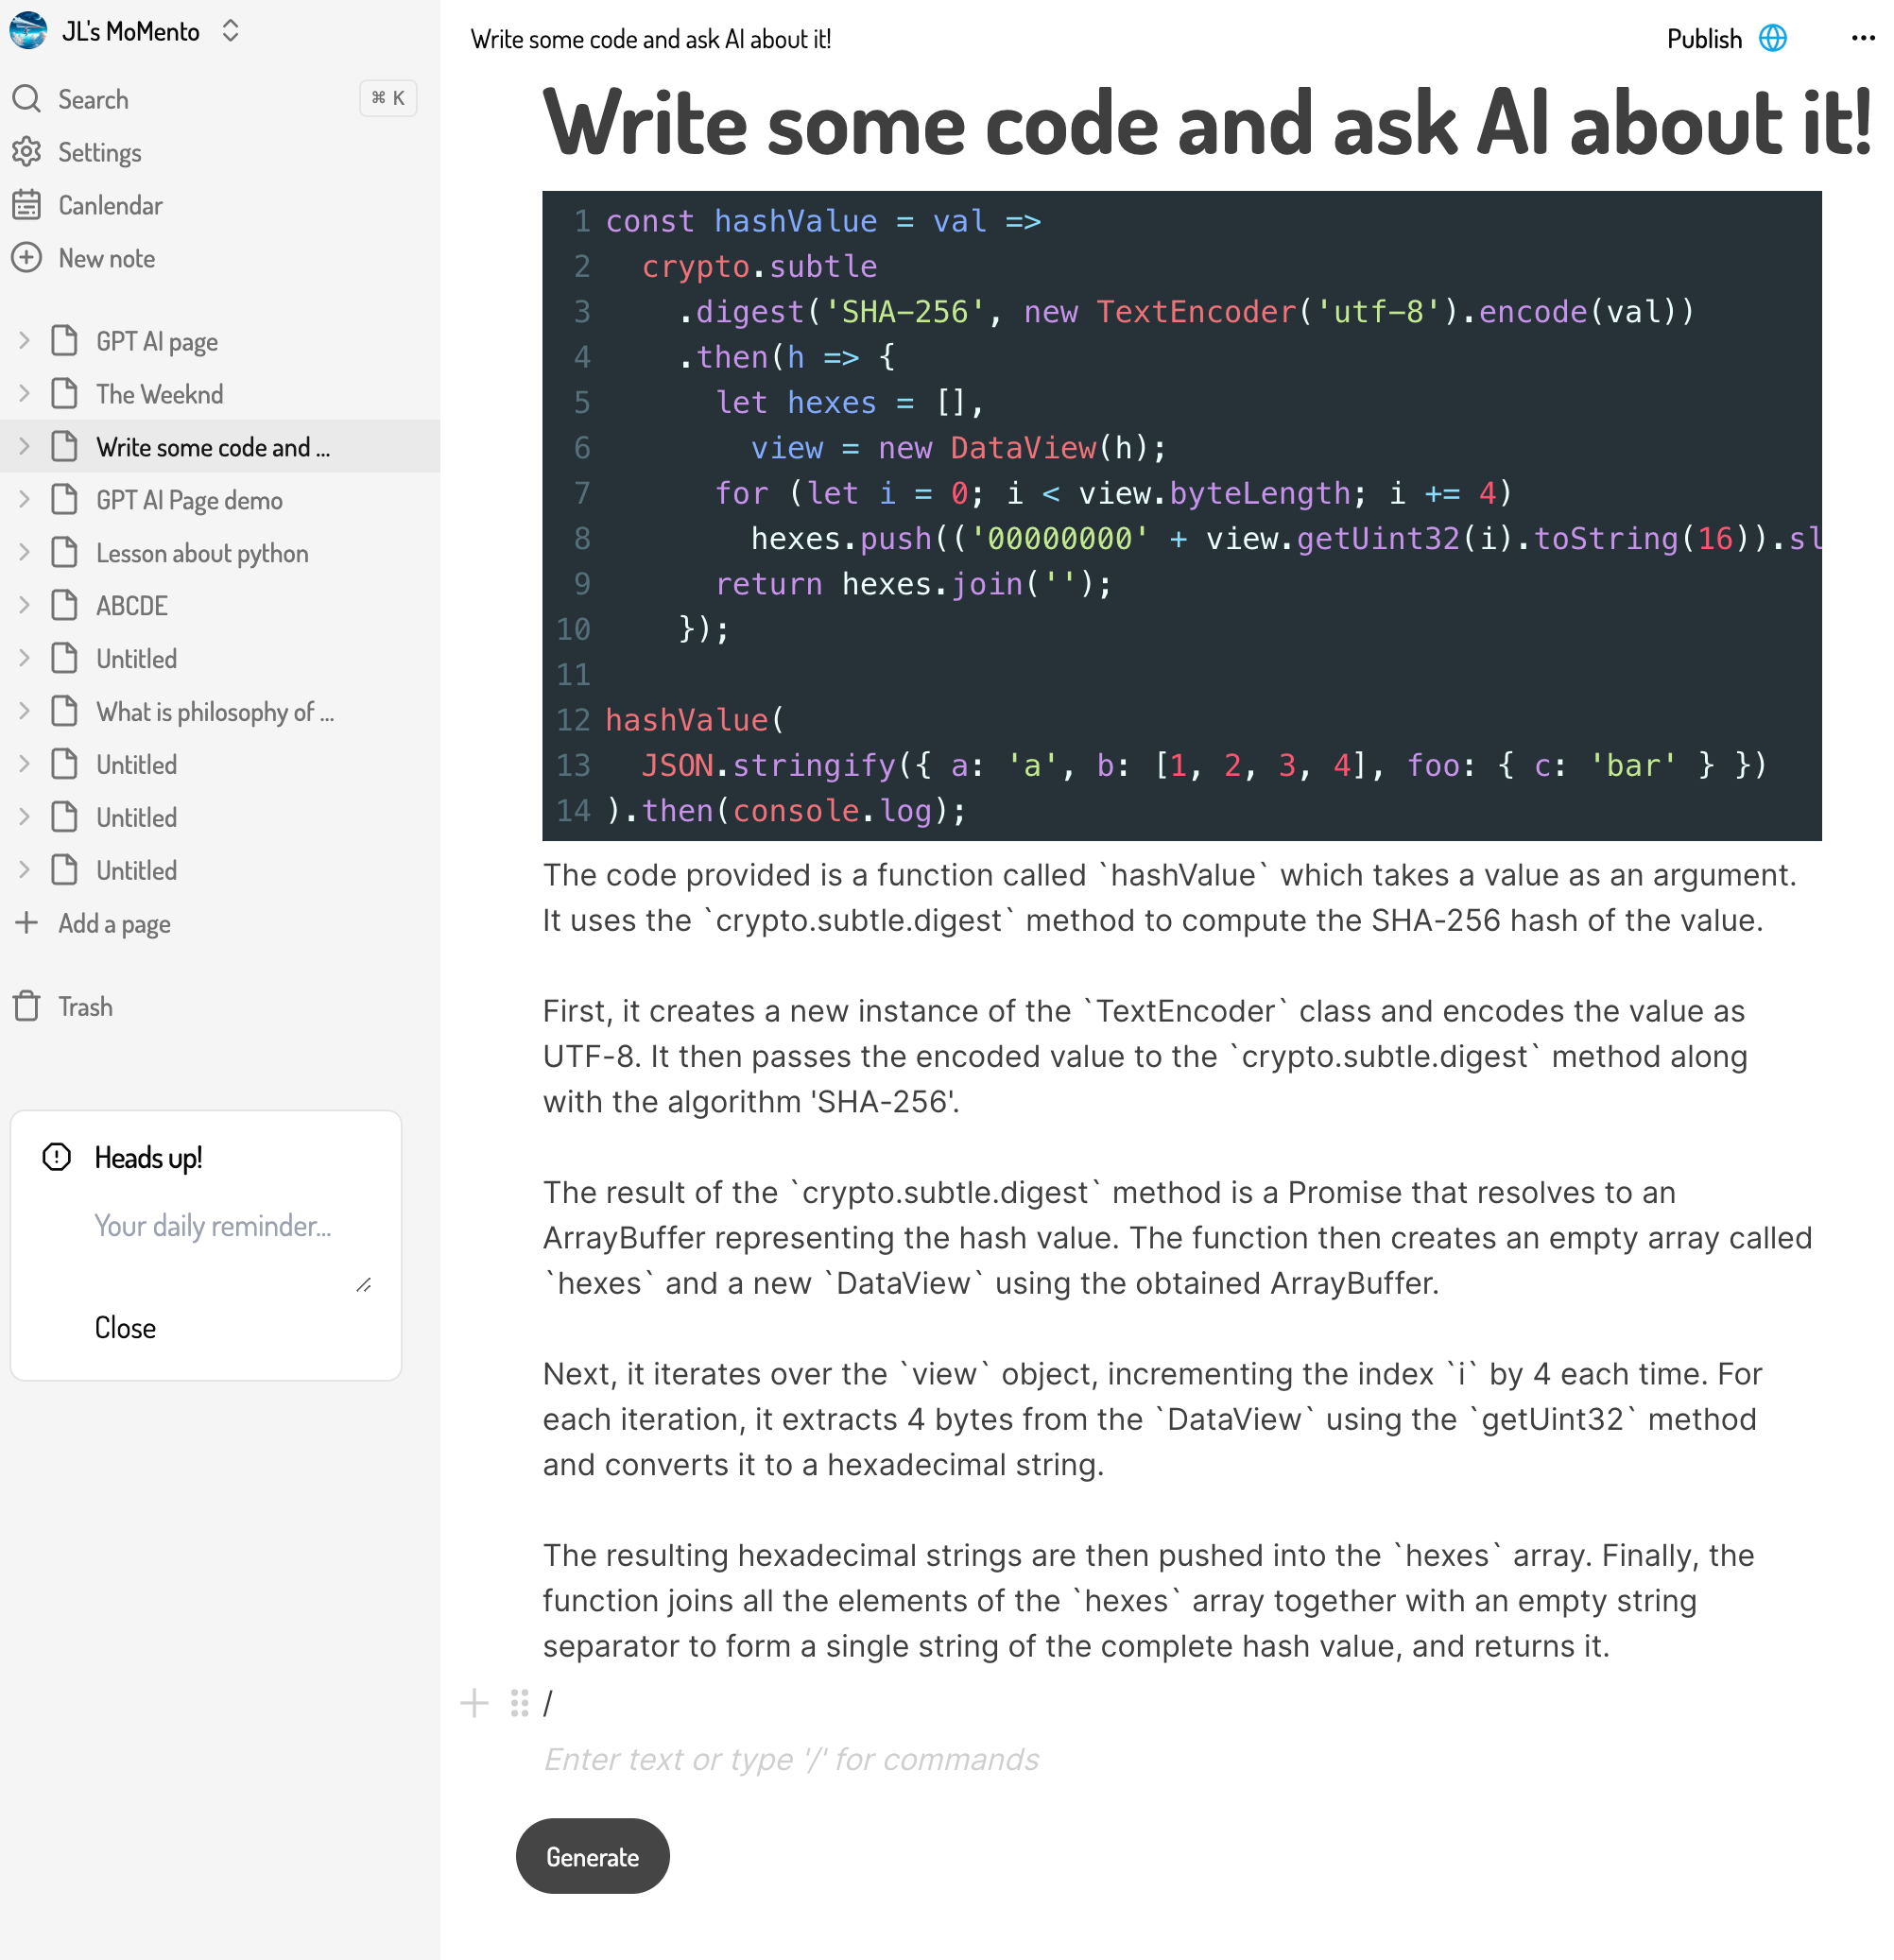 JL's MoMento
Search
⌘ K
Settings
Canlendar
New note
GPT AI page
The Weeknd
Write some code and ...
GPT AI Page demo
Lesson about python
ABCDE
Untitled
What is philosophy of ...
Untitled
Untitled
Untitled
Add a page
Trash
Heads up!
Your daily reminder...
Close
Write some code and ask AI about it!
Publish
Write some code and ask AI about it!
1 const hashValue = val =>
2   crypto.subtle
3     .digest('SHA-256', new TextEncoder('utf-8').encode(val))
4     .then(h => {
5       let hexes = [],
6         view = new DataView(h);
7       for (let i = 0; i < view.byteLength; i += 4)
8         hexes.push(('00000000' + view.getUint32(i).toString(16)).sl
9       return hexes.join('');
10     });
11
12 hashValue(
13   JSON.stringify({ a: 'a', b: [1, 2, 3, 4], foo: { c: 'bar' } })
14 ).then(console.log);
The code provided is a function called `hashValue` which takes a value as an argument.
It uses the `crypto.subtle.digest` method to compute the SHA-256 hash of the value.
First, it creates a new instance of the `TextEncoder` class and encodes the value as
UTF-8. It then passes the encoded value to the `crypto.subtle.digest` method along
with the algorithm 'SHA-256'.
The result of the `crypto.subtle.digest` method is a Promise that resolves to an
ArrayBuffer representing the hash value. The function then creates an empty array called
`hexes` and a new `DataView` using the obtained ArrayBuffer.
Next, it iterates over the `view` object, incrementing the index `i` by 4 each time. For
each iteration, it extracts 4 bytes from the `DataView` using the `getUint32` method
and converts it to a hexadecimal string.
The resulting hexadecimal strings are then pushed into the `hexes` array. Finally, the
function joins all the elements of the `hexes` array together with an empty string
separator to form a single string of the complete hash value, and returns it.
/
Enter text or type '/' for commands
Generate